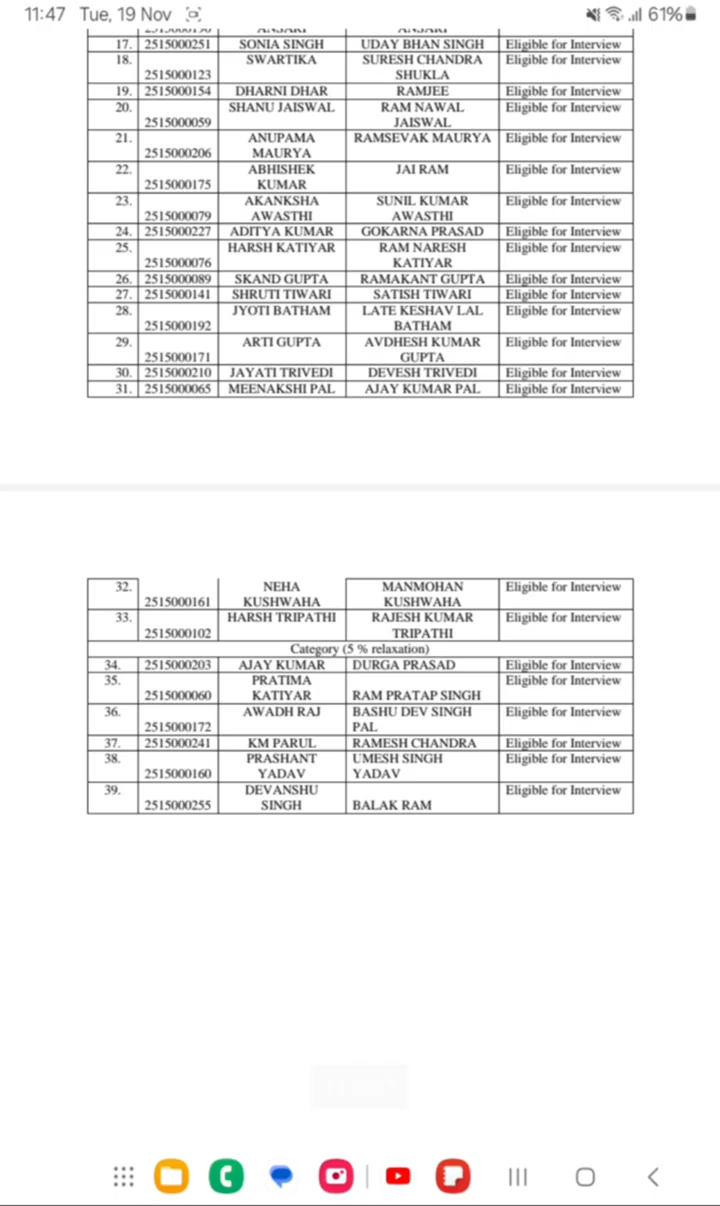 11:47 Tue, 19 Nov 61%
ANSARI ANSARI
17. 2515000251 SONIA SINGH UDAY BHAN SINGH Eligible for Interview
18. SWARTIKA SURESH CHANDRA Eligible for Interview
2515000123 SHUKLA
19. 2515000154 DHARNI DHAR RAMJEE Eligible for Interview
20. SHANU JAISWAL RAM NAWAL Eligible for Interview
2515000059 JAISWAL
21. ANUPAMA RAMSEVAK MAURYA Eligible for Interview
2515000206 MAURYA
22. ABHISHEK JAI RAM Eligible for Interview
2515000175 KUMAR
23. AKANKSHA SUNIL KUMAR Eligible for Interview
2515000079 AWASTHI AWASTHI
24. 2515000227 ADITYA KUMAR GOKARNA PRASAD Eligible for Interview
25. HARSH KATIYAR RAM NARESH Eligible for Interview
2515000076 KATIYAR
26. 2515000089 SKAND GUPTA RAMAKANT GUPTA Eligible for Interview
27. 2515000141 SHRUTI TIWARI SATISH TIWARI Eligible for Interview
28. JYOTI BATHAM LATE KESHAV LAL Eligible for Interview
2515000192 BATHAM
29. ARTI GUPTA AVDHESH KUMAR Eligible for Interview
2515000171 GUPTA
30. 2515000210 JAYATI TRIVEDI DEVESH TRIVEDI Eligible for Interview
31. 2515000065 MEENAKSHI PAL AJAY KUMAR PAL Eligible for Interview
32. NEHA MANMOHAN Eligible for Interview
2515000161 KUSHWAHA KUSHWAHA
33. HARSH TRIPATHI RAJESH KUMAR Eligible for Interview
2515000102 TRIPATHI
Category (5 % relaxation)
34. 2515000203 AJAY KUMAR DURGA PRASAD Eligible for Interview
35. PRATIMA Eligible for Interview
2515000060 KATIYAR RAM PRATAP SINGH
36. AWADH RAJ BASHU DEV SINGH Eligible for Interview
2515000172 PAL
37. 2515000241 KM PARUL RAMESH CHANDRA Eligible for Interview
38. PRASHANT UMESH SINGH Eligible for Interview
2515000160 YADAV YADAV
39. DEVANSHU Eligible for Interview
2515000255 SINGH BALAK RAM